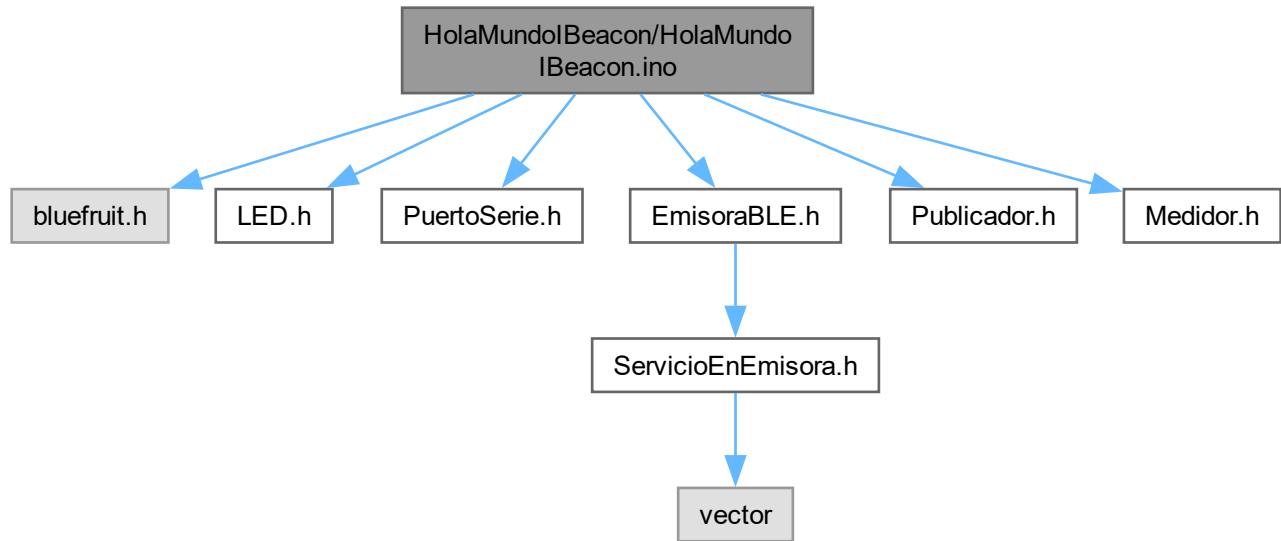 HolaMundoIBeacon/HolaMundo
IBeacon.ino
bluefruit.h
LED.h
PuertoSerie.h
EmisoraBLE.h
Publicador.h
Medidor.h
ServicioEnEmisora.h
vector